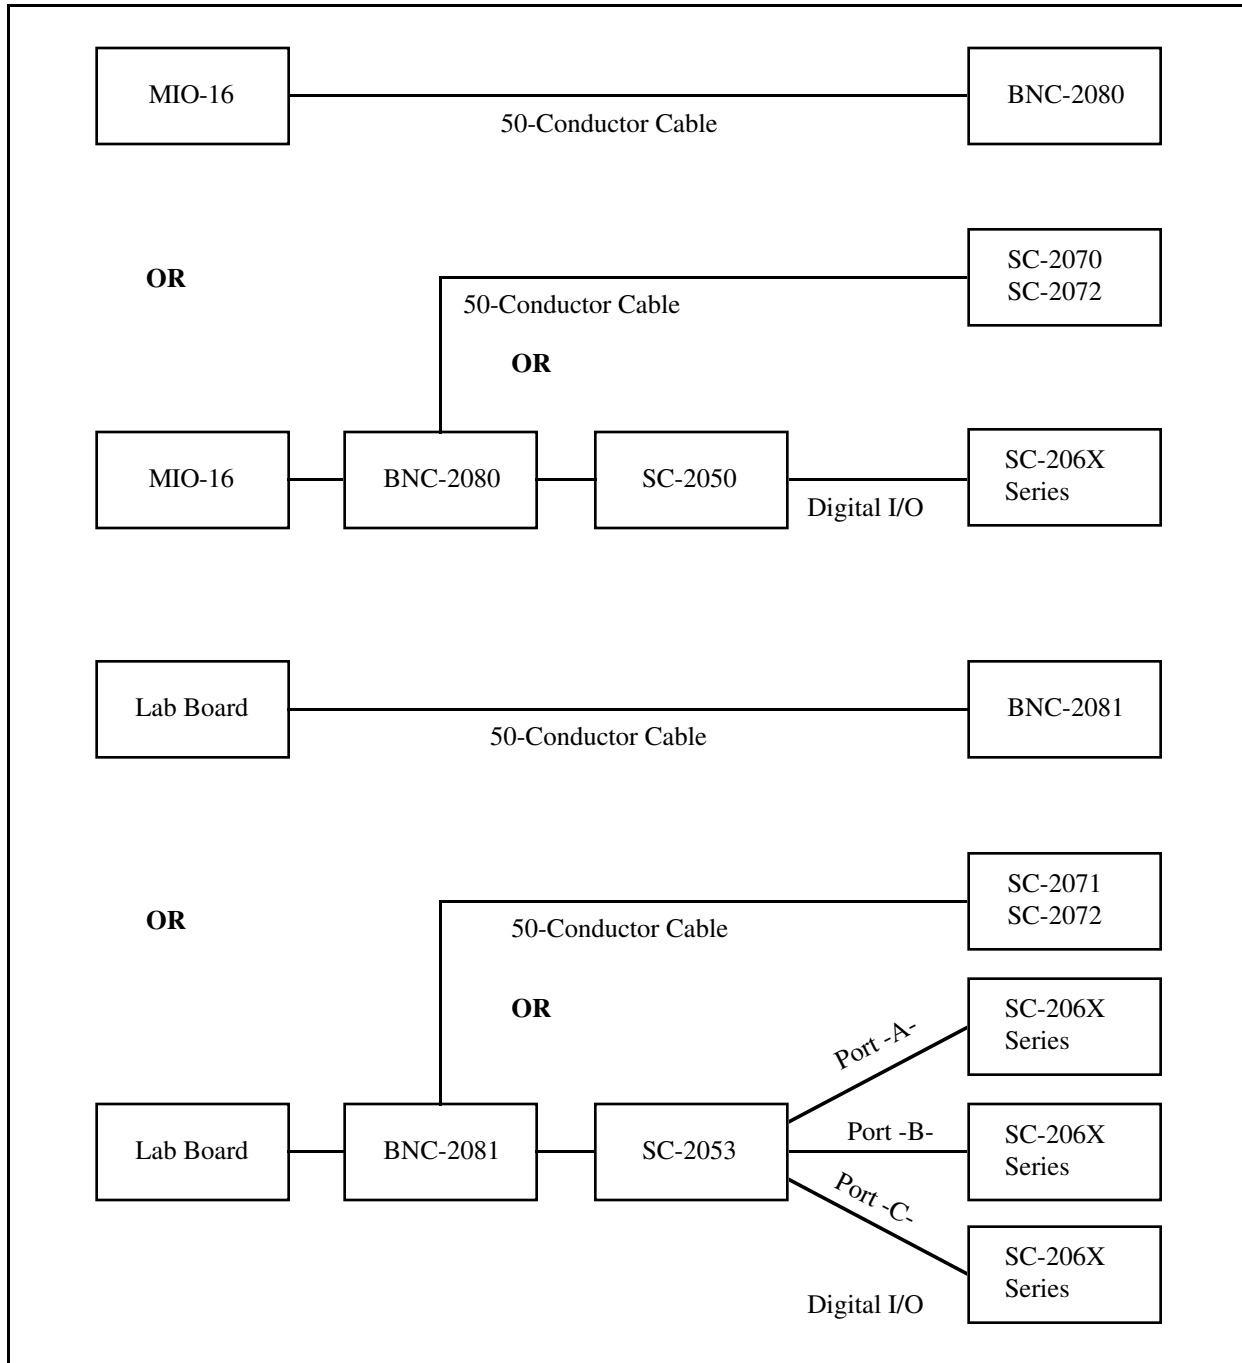 MIO-16
BNC-2080
50-Conductor Cable
OR
SC-2070
SC-2072
50-Conductor Cable
OR
MIO-16
BNC-2080
SC-2050
Digital I/O
SC-206X
Series
Lab Board
BNC-2081
50-Conductor Cable
OR
SC-2071
SC-2072
50-Conductor Cable
OR
SC-206X
Series
Port -A-
Lab Board
BNC-2081
SC-2053
Port -B-
SC-206X
Series
Port -C-
SC-206X
Series
Digital I/O